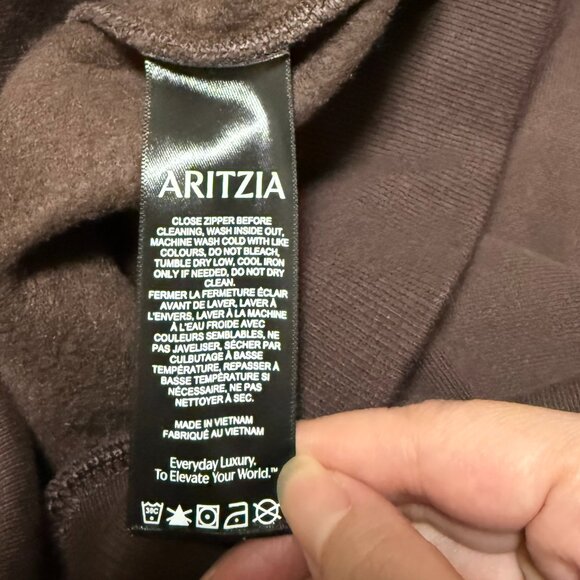 ARITZIA
CLOSE ZIPPER BEFORE
CLEANING, WASH INSIDE OUT,
MACHINE WASH COLD WITH LIKE
COLOURS, DO NOT BLEACH,
TUMBLE DRY LOW, COOL IRON
ONLY IF NEEDED, DO NOT DRY
CLEAN.
FERMER LA FERMETURE ÉCLAIR
AVANT DE LAVER, LAVER À
L'ENVERS, LAVER À LA MACHINE
À L'EAU FROIDE AVEC
COULEURS SEMBLABLES, NE
PAS JAVELISER, SÉCHER PAR
CULBUTAGE À BASSE
TEMPÉRATURE, REPASSER À
BASSE TEMPÉRATURE SI
NÉCESSAIRE, NE PAS
NETTOYER À SEC.
MADE IN VIETNAM
FABRIQUÉ AU VIETNAM
Everyday Luxury.
To Elevate Your World.™
30C